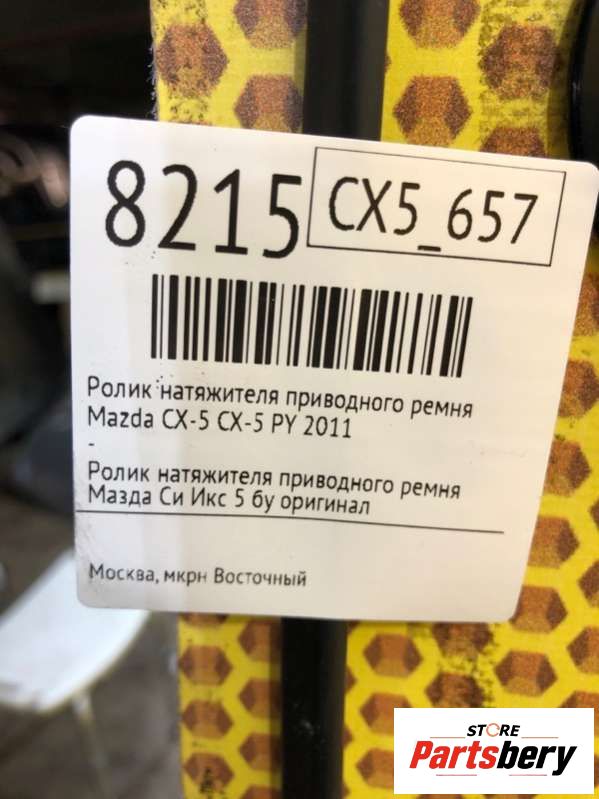 8215 CX5_657
Ролик натяжителя приводного ремня
Mazda CX-5 CX-5 PY 2011
-
Ролик натяжителя приводного ремня
Мазда Си Икс 5 бу оригинал
Москва, мкрн Восточный
STORE
Partsbery